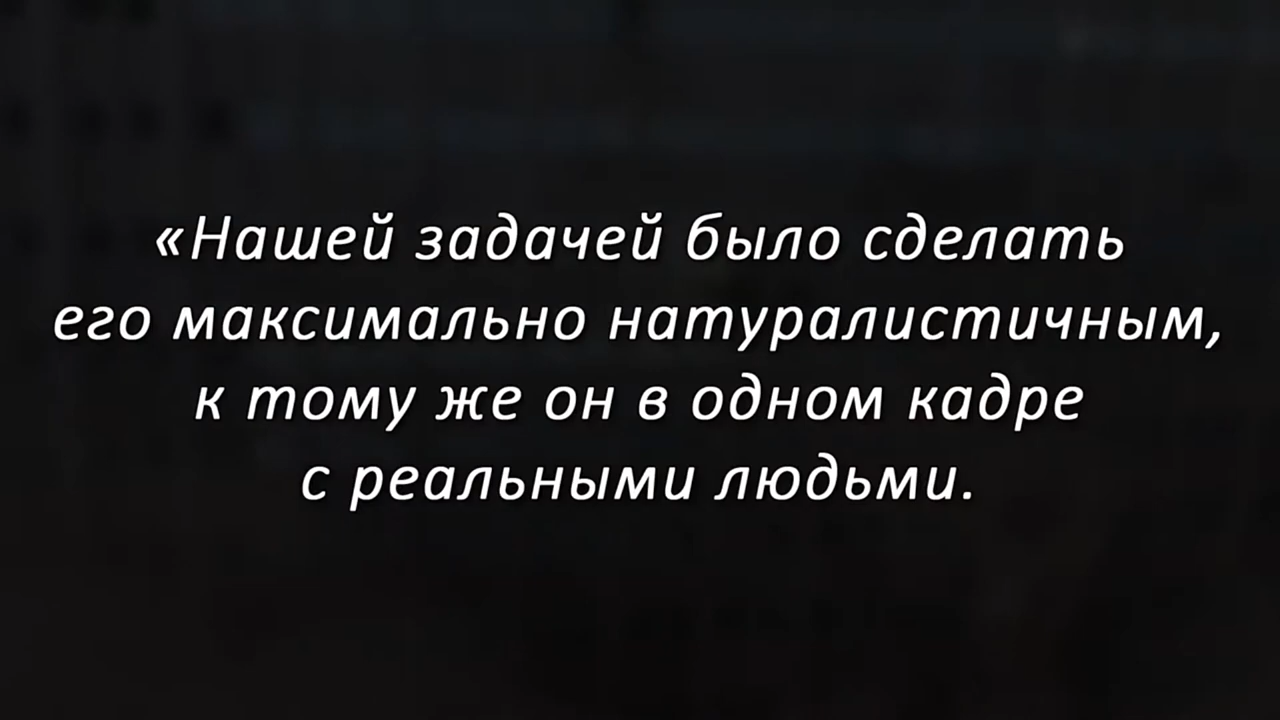 «Нашей задачей было сделать
его максимально натуралистичным,
к тому же он в одном кадре
с реальными людьми.